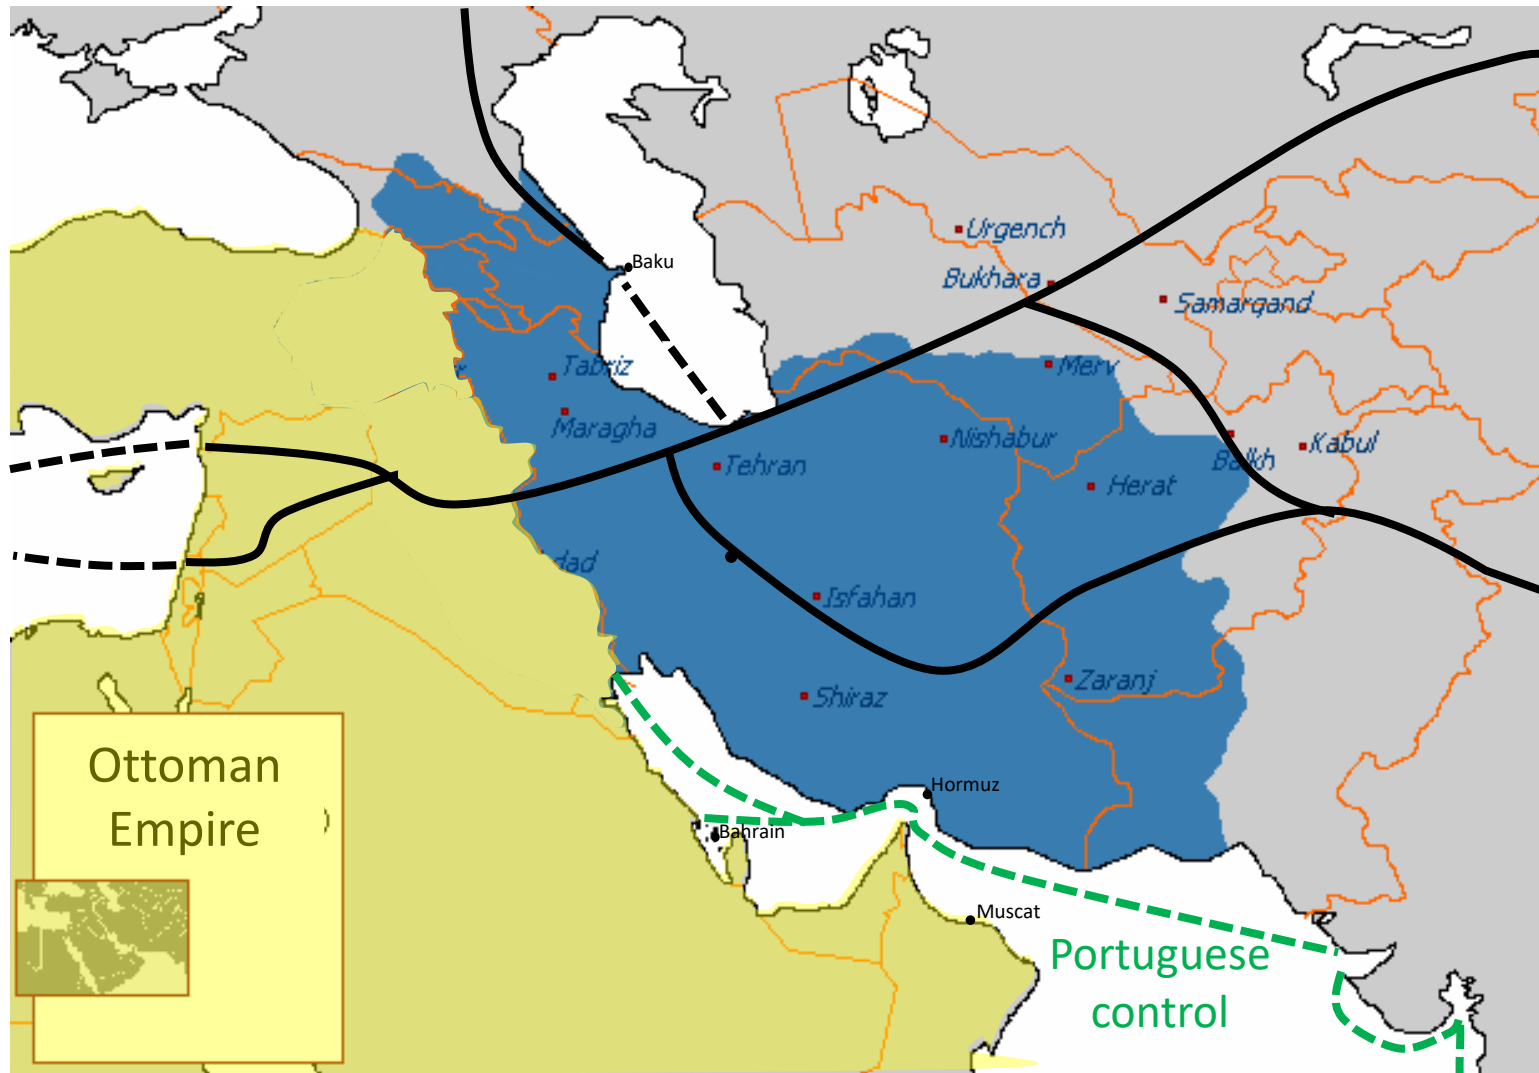 Baku
Urgench
Bukhara
Samarqand
Tabriz
Merv
Maragha
Nishabur
Tehran
Balkh
Kabul
Herat
dad
Isfahan
Zaranj
Shiraz
Ottoman
Empire
Hormuz
Bahrain
Muscat
Portuguese
control